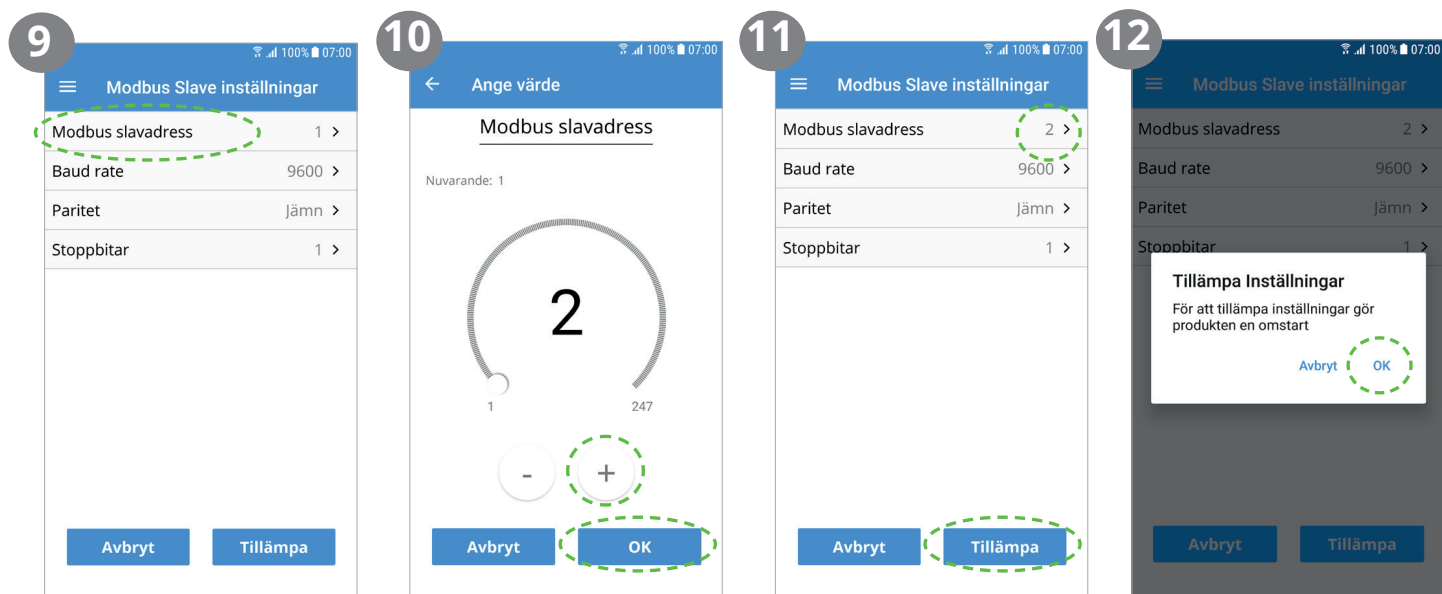 9
100% 07:00
Modbus Slave inställningar
Modbus slavadress 1 >
Baud rate 9600 >
Paritet Jämn >
Stoppbitar 1 >
Avbryt Tillämpa
10
100% 07:00
← Ange värde
Modbus slavadress
Nuvarande: 1
2
1 247
- +
Avbryt OK
11
100% 07:00
Modbus Slave inställningar
Modbus slavadress 2 >
Baud rate 9600 >
Paritet Jämn >
Stoppbitar 1 >
Avbryt Tillämpa
12
100% 07:00
Modbus Slave inställningar
Modbus slavadress 2 >
Baud rate 9600 >
Paritet Jämn >
Stoppbitar 1 >
Tillämpa Inställningar
För att tillämpa inställningar gör
produkten en omstart
Avbryt OK
Avbryt Tillämpa